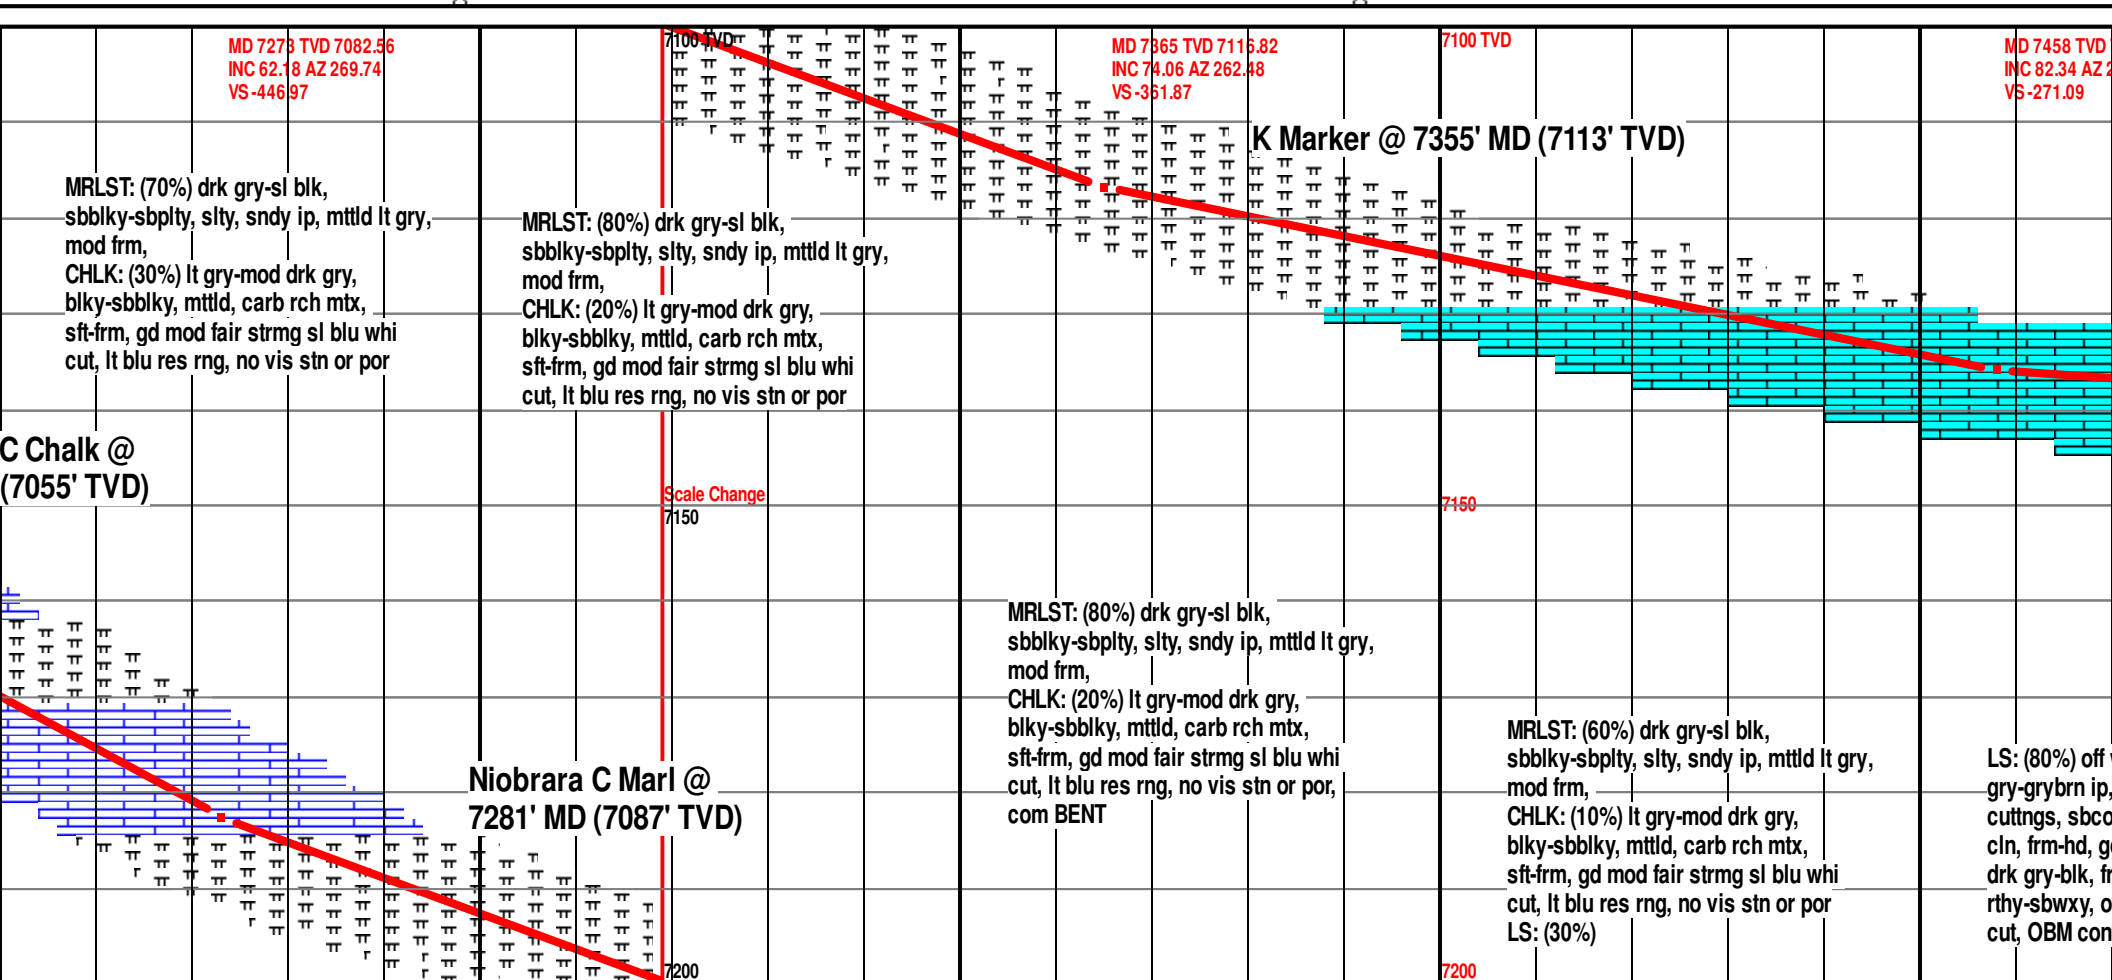 MD 7273 TVD 7082.56
INC 62.18 AZ 269.74
VS -446.97
7100 TVD
MD 7365 TVD 7116.82
INC 74.06 AZ 262.48
VS -361.87
7100 TVD
MD 7458 TVD
INC 82.34 AZ 2
VS -271.09
K Marker @ 7355' MD (7113' TVD)
MRLST: (70%) drk gry-sl blk,
sbblky-sbplty, slty, sndy ip, mttld lt gry,
mod frm,
CHLK: (30%) lt gry-mod drk gry,
blky-sbblky, mttld, carb rch mtx,
sft-frm, gd mod fair strmg sl blu whi
cut, lt blu res rng, no vis stn or por
MRLST: (80%) drk gry-sl blk,
sbblky-sbplty, slty, sndy ip, mttld lt gry,
mod frm,
CHLK: (20%) lt gry-mod drk gry,
blky-sbblky, mttld, carb rch mtx,
sft-frm, gd mod fair strmg sl blu whi
cut, lt blu res rng, no vis stn or por
C Chalk @
(7055' TVD)
Scale Change
7150
7150
Niobrara C Marl @
7281' MD (7087' TVD)
MRLST: (80%) drk gry-sl blk,
sbblky-sbplty, slty, sndy ip, mttld lt gry,
mod frm,
CHLK: (20%) lt gry-mod drk gry,
blky-sbblky, mttld, carb rch mtx,
sft-frm, gd mod fair strmg sl blu whi
cut, lt blu res rng, no vis stn or por,
com BENT
MRLST: (60%) drk gry-sl blk,
sbblky-sbplty, slty, sndy ip, mttld lt gry,
mod frm,
CHLK: (10%) lt gry-mod drk gry,
blky-sbblky, mttld, carb rch mtx,
sft-frm, gd mod fair strmg sl blu whi
cut, lt blu res rng, no vis stn or por
LS: (30%)
LS: (80%) off
gry-grybrn ip,
cuttngs, sbco
cln, frm-hd, g
drk gry-blk, fr
rthy-sbwxy, o
cut, OBM con
7200
7200